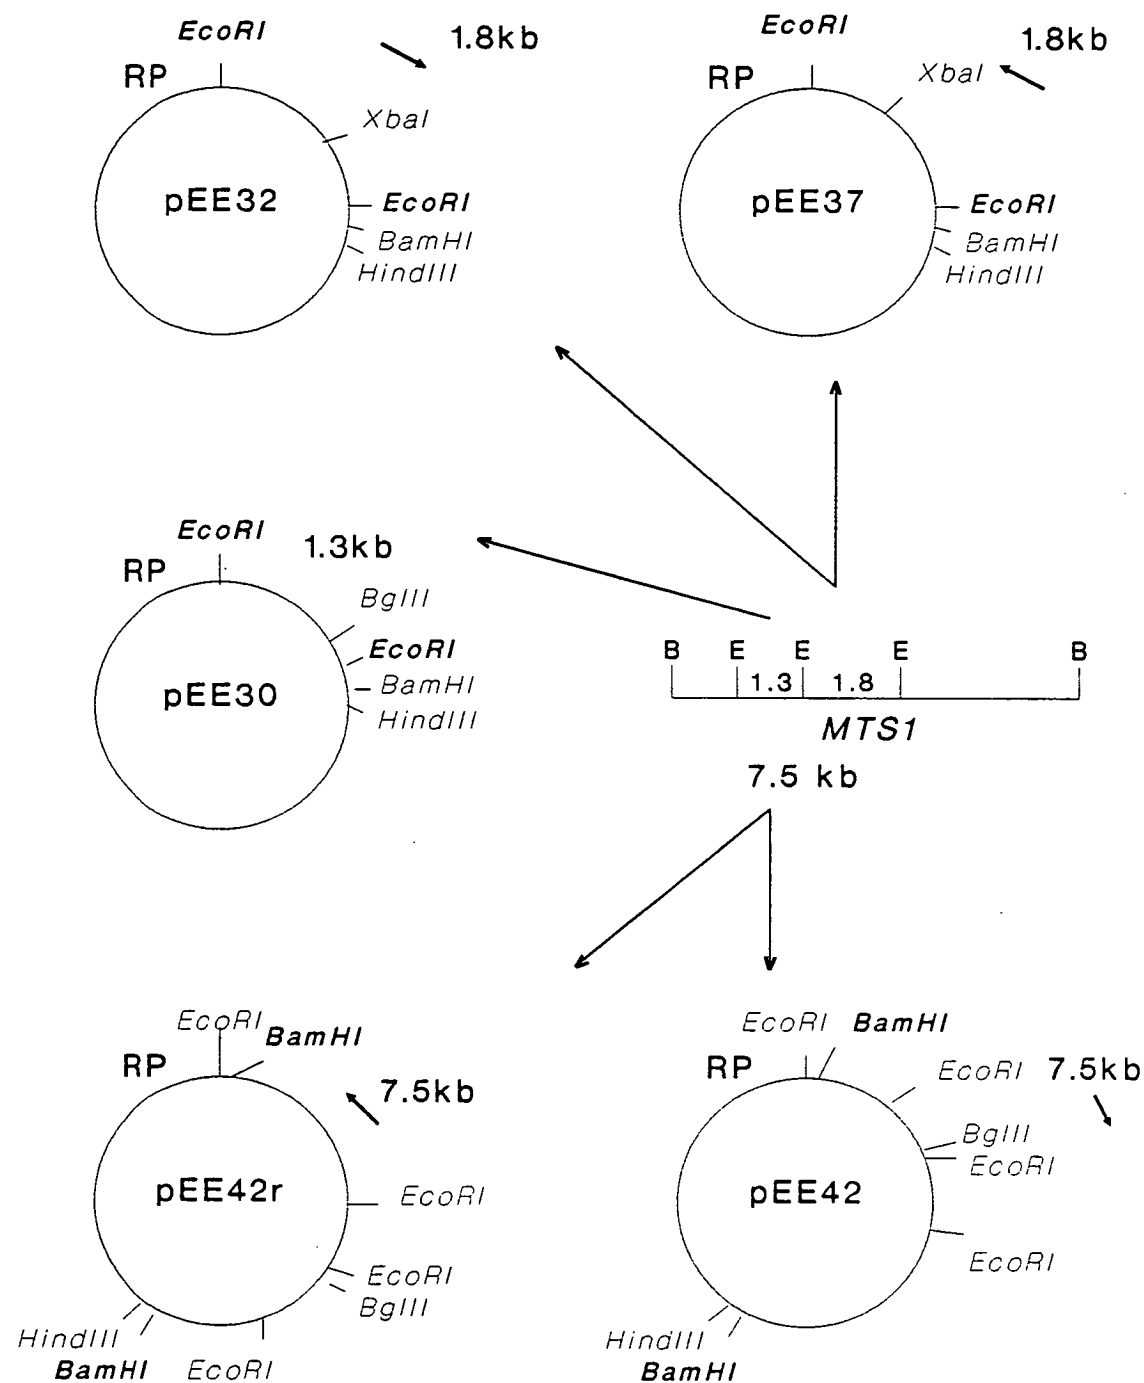 EcoRI
1.8kb
RP
XbaI
pEE32
EcoRI
BamHI
HindIII
EcoRI
1.8kb
RP
XbaI
pEE37
EcoRI
BamHI
HindIII
EcoRI
1.3kb
RP
BglII
EcoRI
pEE30
BamHI
HindIII
B E E E B
1.3 1.8
MTS1
7.5 kb
EcoRI
BamHI
RP
7.5kb
pEE42r
EcoRI
EcoRI
BglII
HindIII
BamHI
EcoRI
EcoRI BamHI
RP
EcoRI 7.5kb
BglII
EcoRI
pEE42
EcoRI
HindIII
BamHI